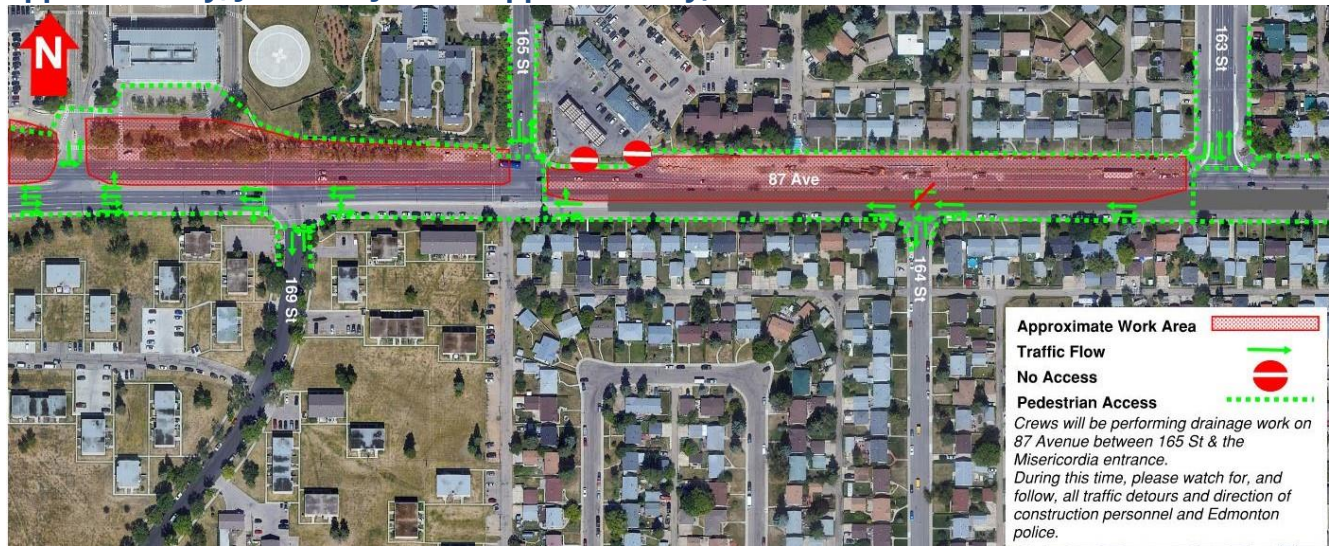 N
165 St
163 St
87 Ave
169 St
164 St
Approximate Work Area
Traffic Flow
No Access
Pedestrian Access
Crews will be performing drainage work on
87 Avenue between 165 St & the
Misericordia entrance.
During this time, please watch for, and
follow, all traffic detours and direction of
construction personnel and Edmonton
police.